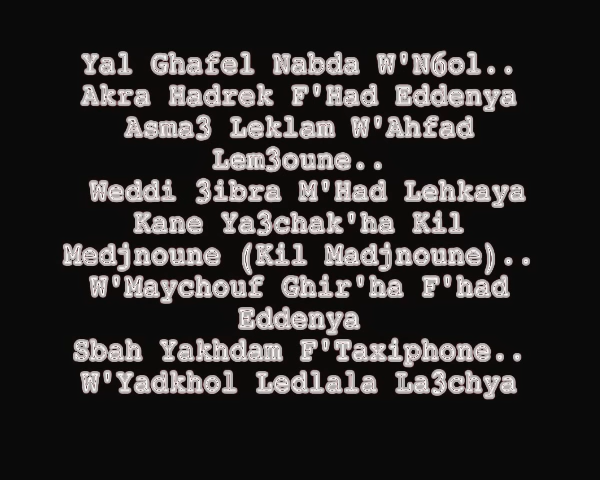 Yal Ghafel Nabda W'N6ol..
Akra Hadrek F'Had Eddenya
Asma3 Leklam W'Ahfad
Lem3oune..
Weddi 3ibra M'Had Lehkaya
Kane Ya3chak'ha Kil
Medjnoune (Kil Madjnoune)..
W'Maychouf Ghir'ha F'had
Eddenya
Sbah Yakhdam F'Taxiphone..
W'Yadkhol Ledlala La3chya